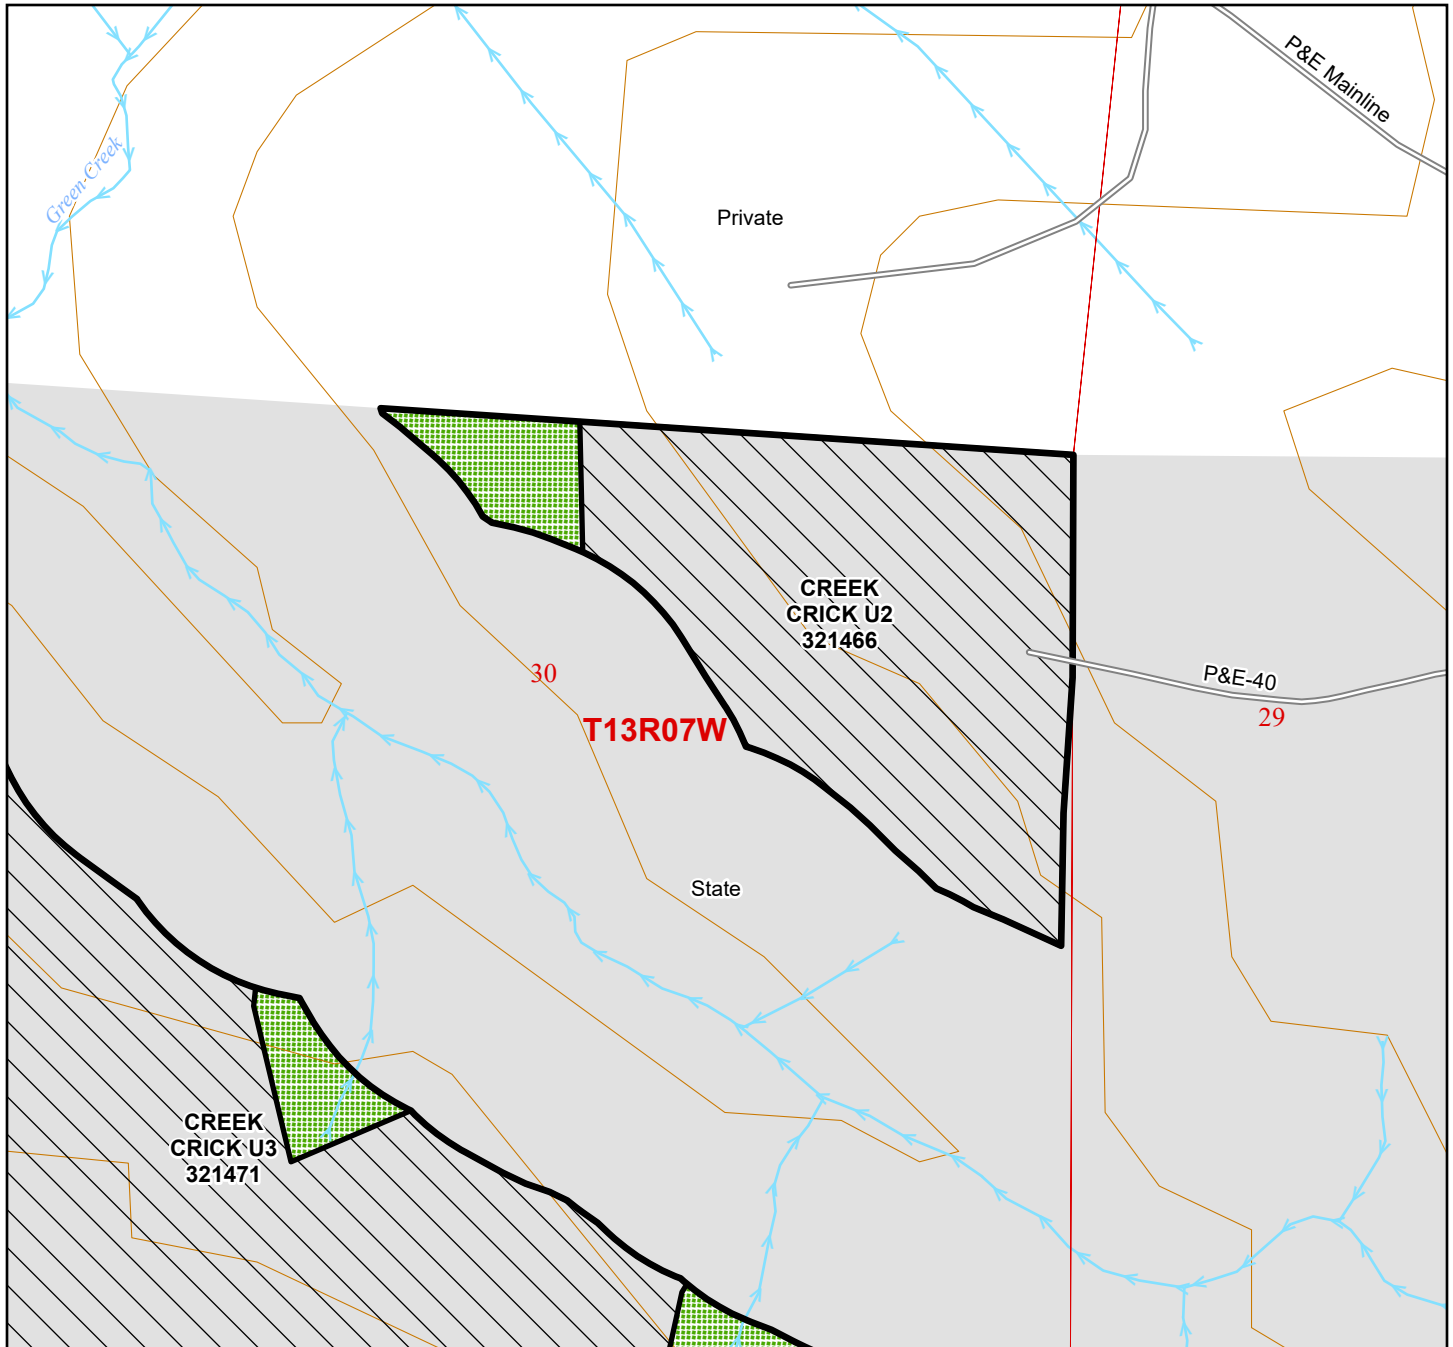 P&E Mainline
Green-Creek
Private
CREEK
CRICK U2
321466
30
P&E-40
29
T13R07W
State
CREEK
CRICK U3
321471